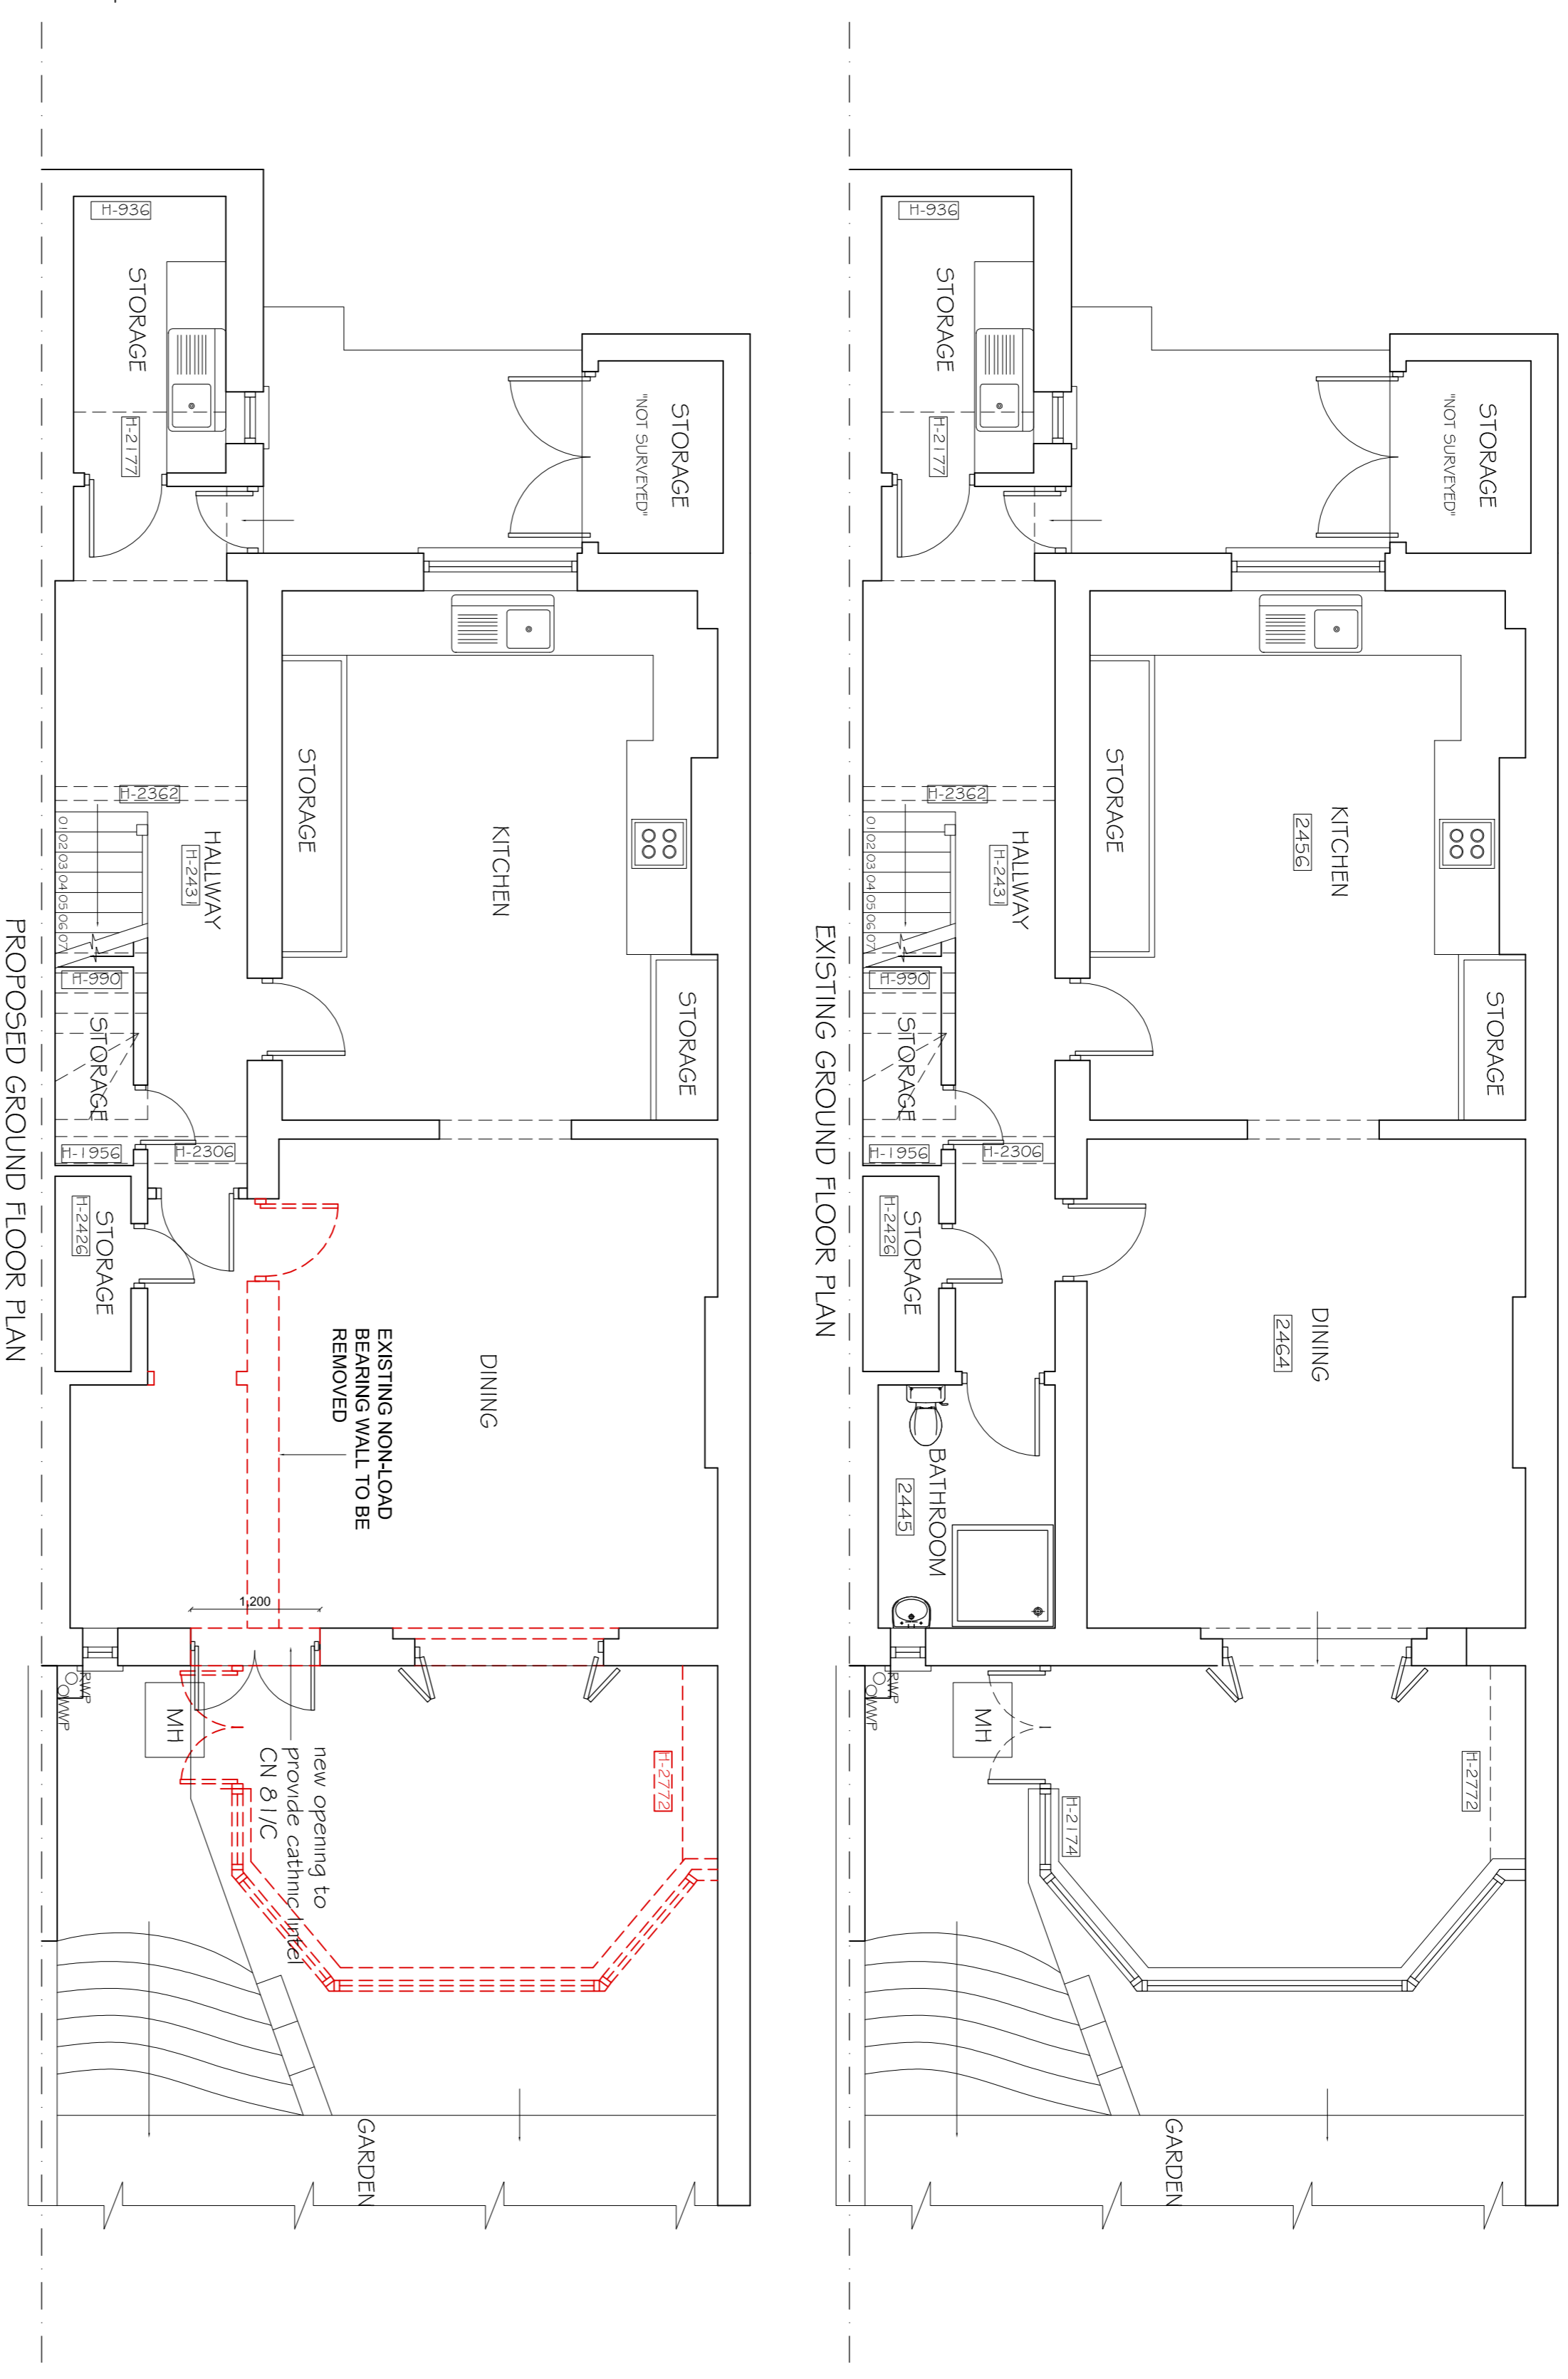 EXISTING GROUND FLOOR PLAN
STORAGE
"NOT SURVEYED"
H-936
STORAGE
H-2177
KITCHEN
2456
STORAGE
STORAGE
HALLWAY
H-2431
H-2362
01 02 03 04 05 06 07
H-990
STORAGE
H-1956
H-2306
STORAGE
H-2426
DINING
2464
BATHROOM
2445
RWP
WP
MH
H-2174
H-2772
GARDEN
PROPOSED GROUND FLOOR PLAN
STORAGE
"NOT SURVEYED"
H-936
STORAGE
H-2177
KITCHEN
STORAGE
STORAGE
HALLWAY
H-2431
H-2362
01 02 03 04 05 06 07
H-990
STORAGE
H-1956
H-2306
STORAGE
H-2426
DINING
EXISTING NON-LOAD
BEARING WALL TO BE
REMOVED
1,200
RWP
WP
MH
new opening to
provide cathnic lintel
CN 81/C
H-2772
GARDEN